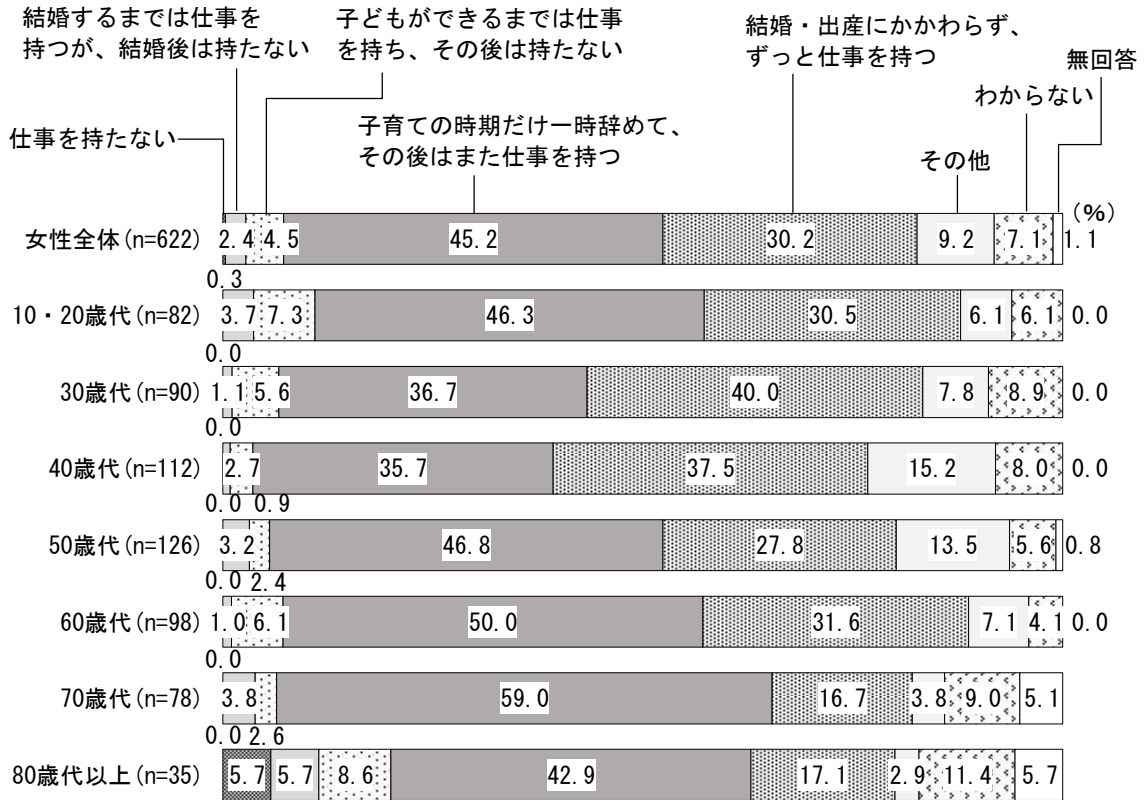 結婚するまでは仕事を
持つが、結婚後は持たない
子どもができるまでは仕事
を持ち、その後は持たない
結婚・出産にかかわらず、
ずっと仕事を持つ
無回答
わからない
仕事を持たない
子育ての時期だけ一時辞めて、
その後はまた仕事を持つ
その他
(%)
女性全体(n=622) 2.4 4.5 45.2 30.2 9.2 7.1 1.1
0.3
10・20歳代(n=82) 3.7 7.3 46.3 30.5 6.1 6.1 0.0
0.0
30歳代(n=90) 1.1 5.6 36.7 40.0 7.8 8.9 0.0
0.0
40歳代(n=112) 2.7 35.7 37.5 15.2 8.0 0.0
0.0 0.9
50歳代(n=126) 3.2 46.8 27.8 13.5 5.6 0.8
0.0 2.4
60歳代(n=98) 1.0 6.1 50.0 31.6 7.1 4.1 0.0
0.0
70歳代(n=78) 3.8 59.0 16.7 3.8 9.0 5.1
0.0 2.6
80歳代以上(n=35) 5.7 5.7 8.6 42.9 17.1 2.9 11.4 5.7